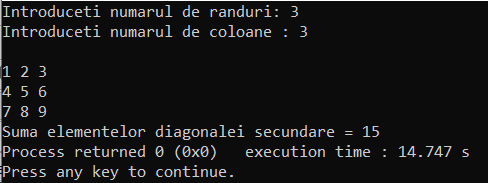 Introduceti numarul de randuri: 3
Introduceti numarul de coloane : 3
1 2 3
4 5 6
7 8 9
Suma elementelor diagonalei secundare = 15
Process returned 0 (0x0)   execution time : 14.747 s
Press any key to continue.